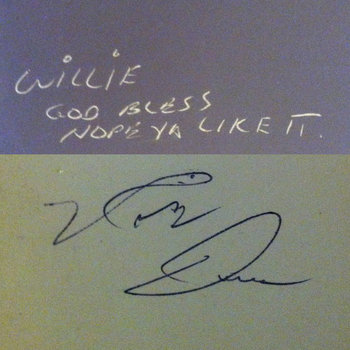 WILLIE
GOD BLESS
HOPE YA LIKE IT.